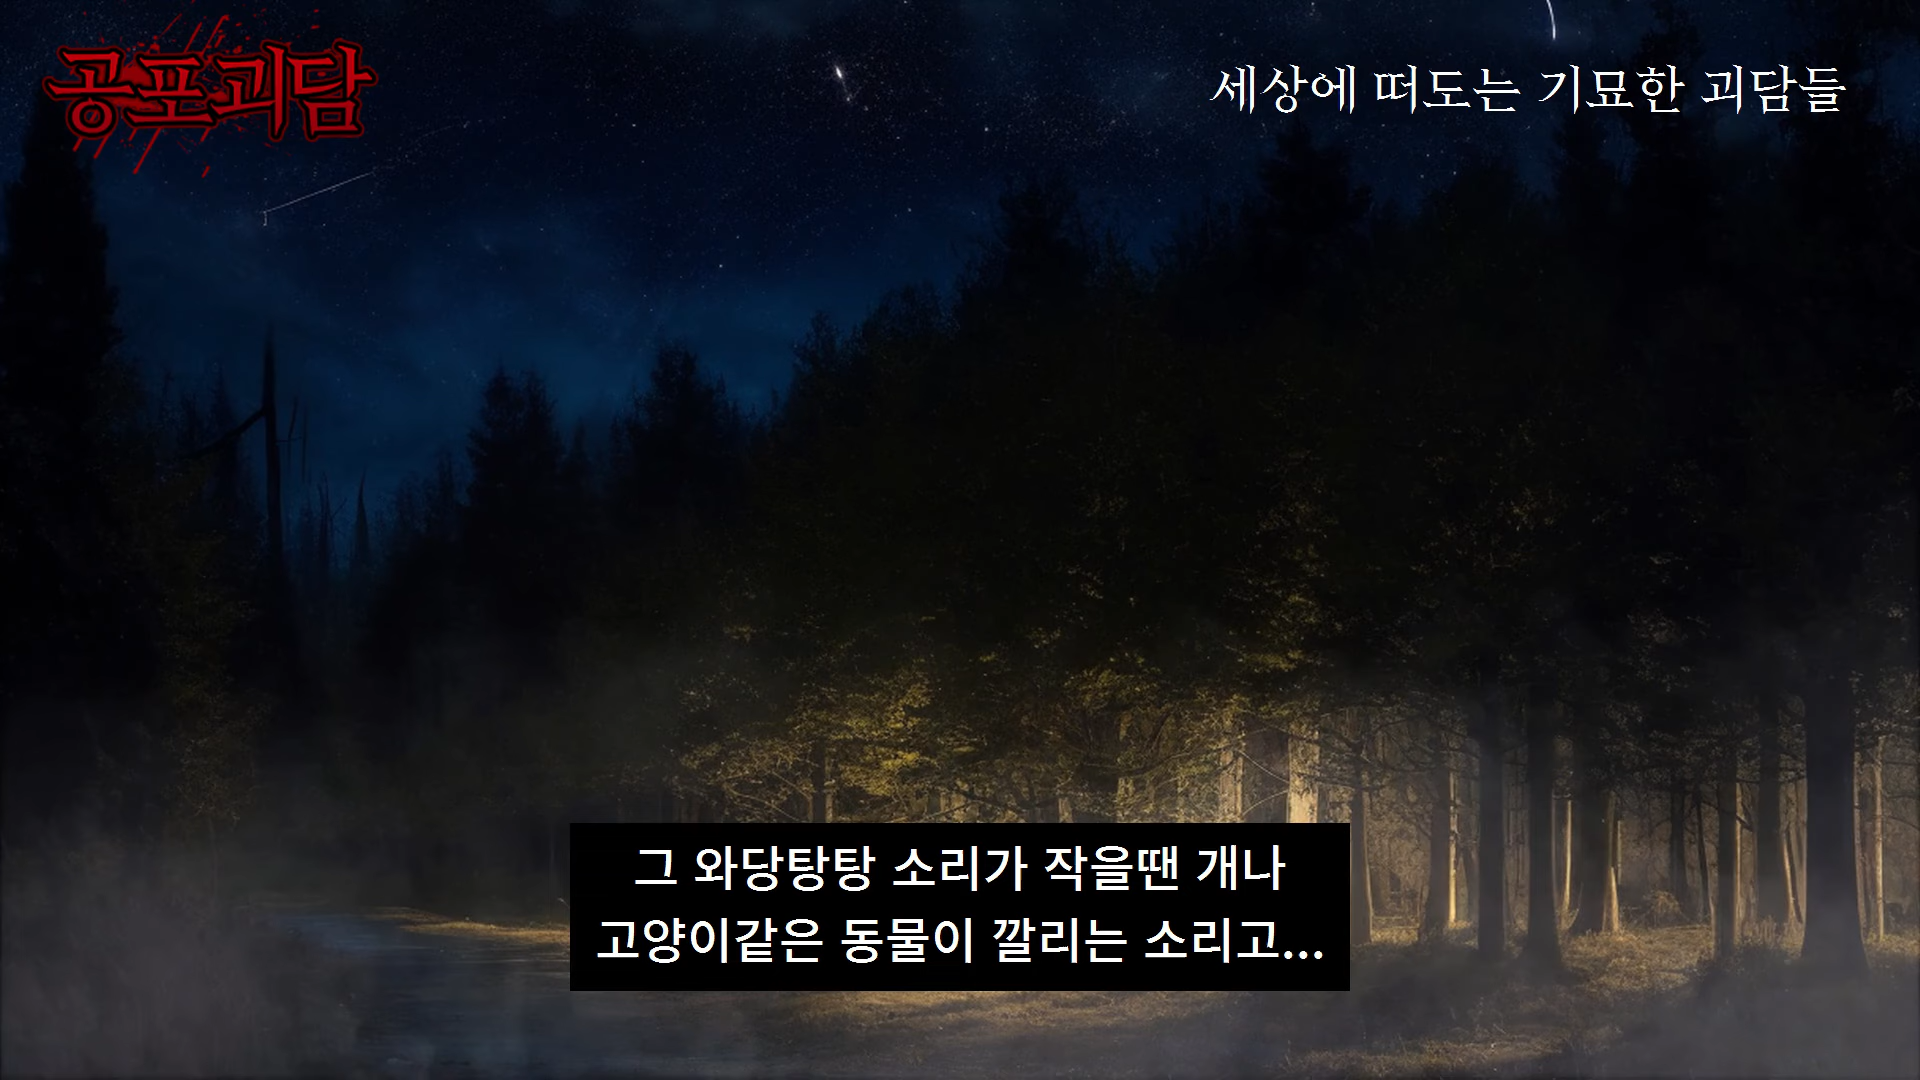 공포괴담
세상에 떠도는 기묘한 괴담들
그 와당탕탕 소리가 작을땐 개나
고양이같은 동물이 깔리는 소리고...